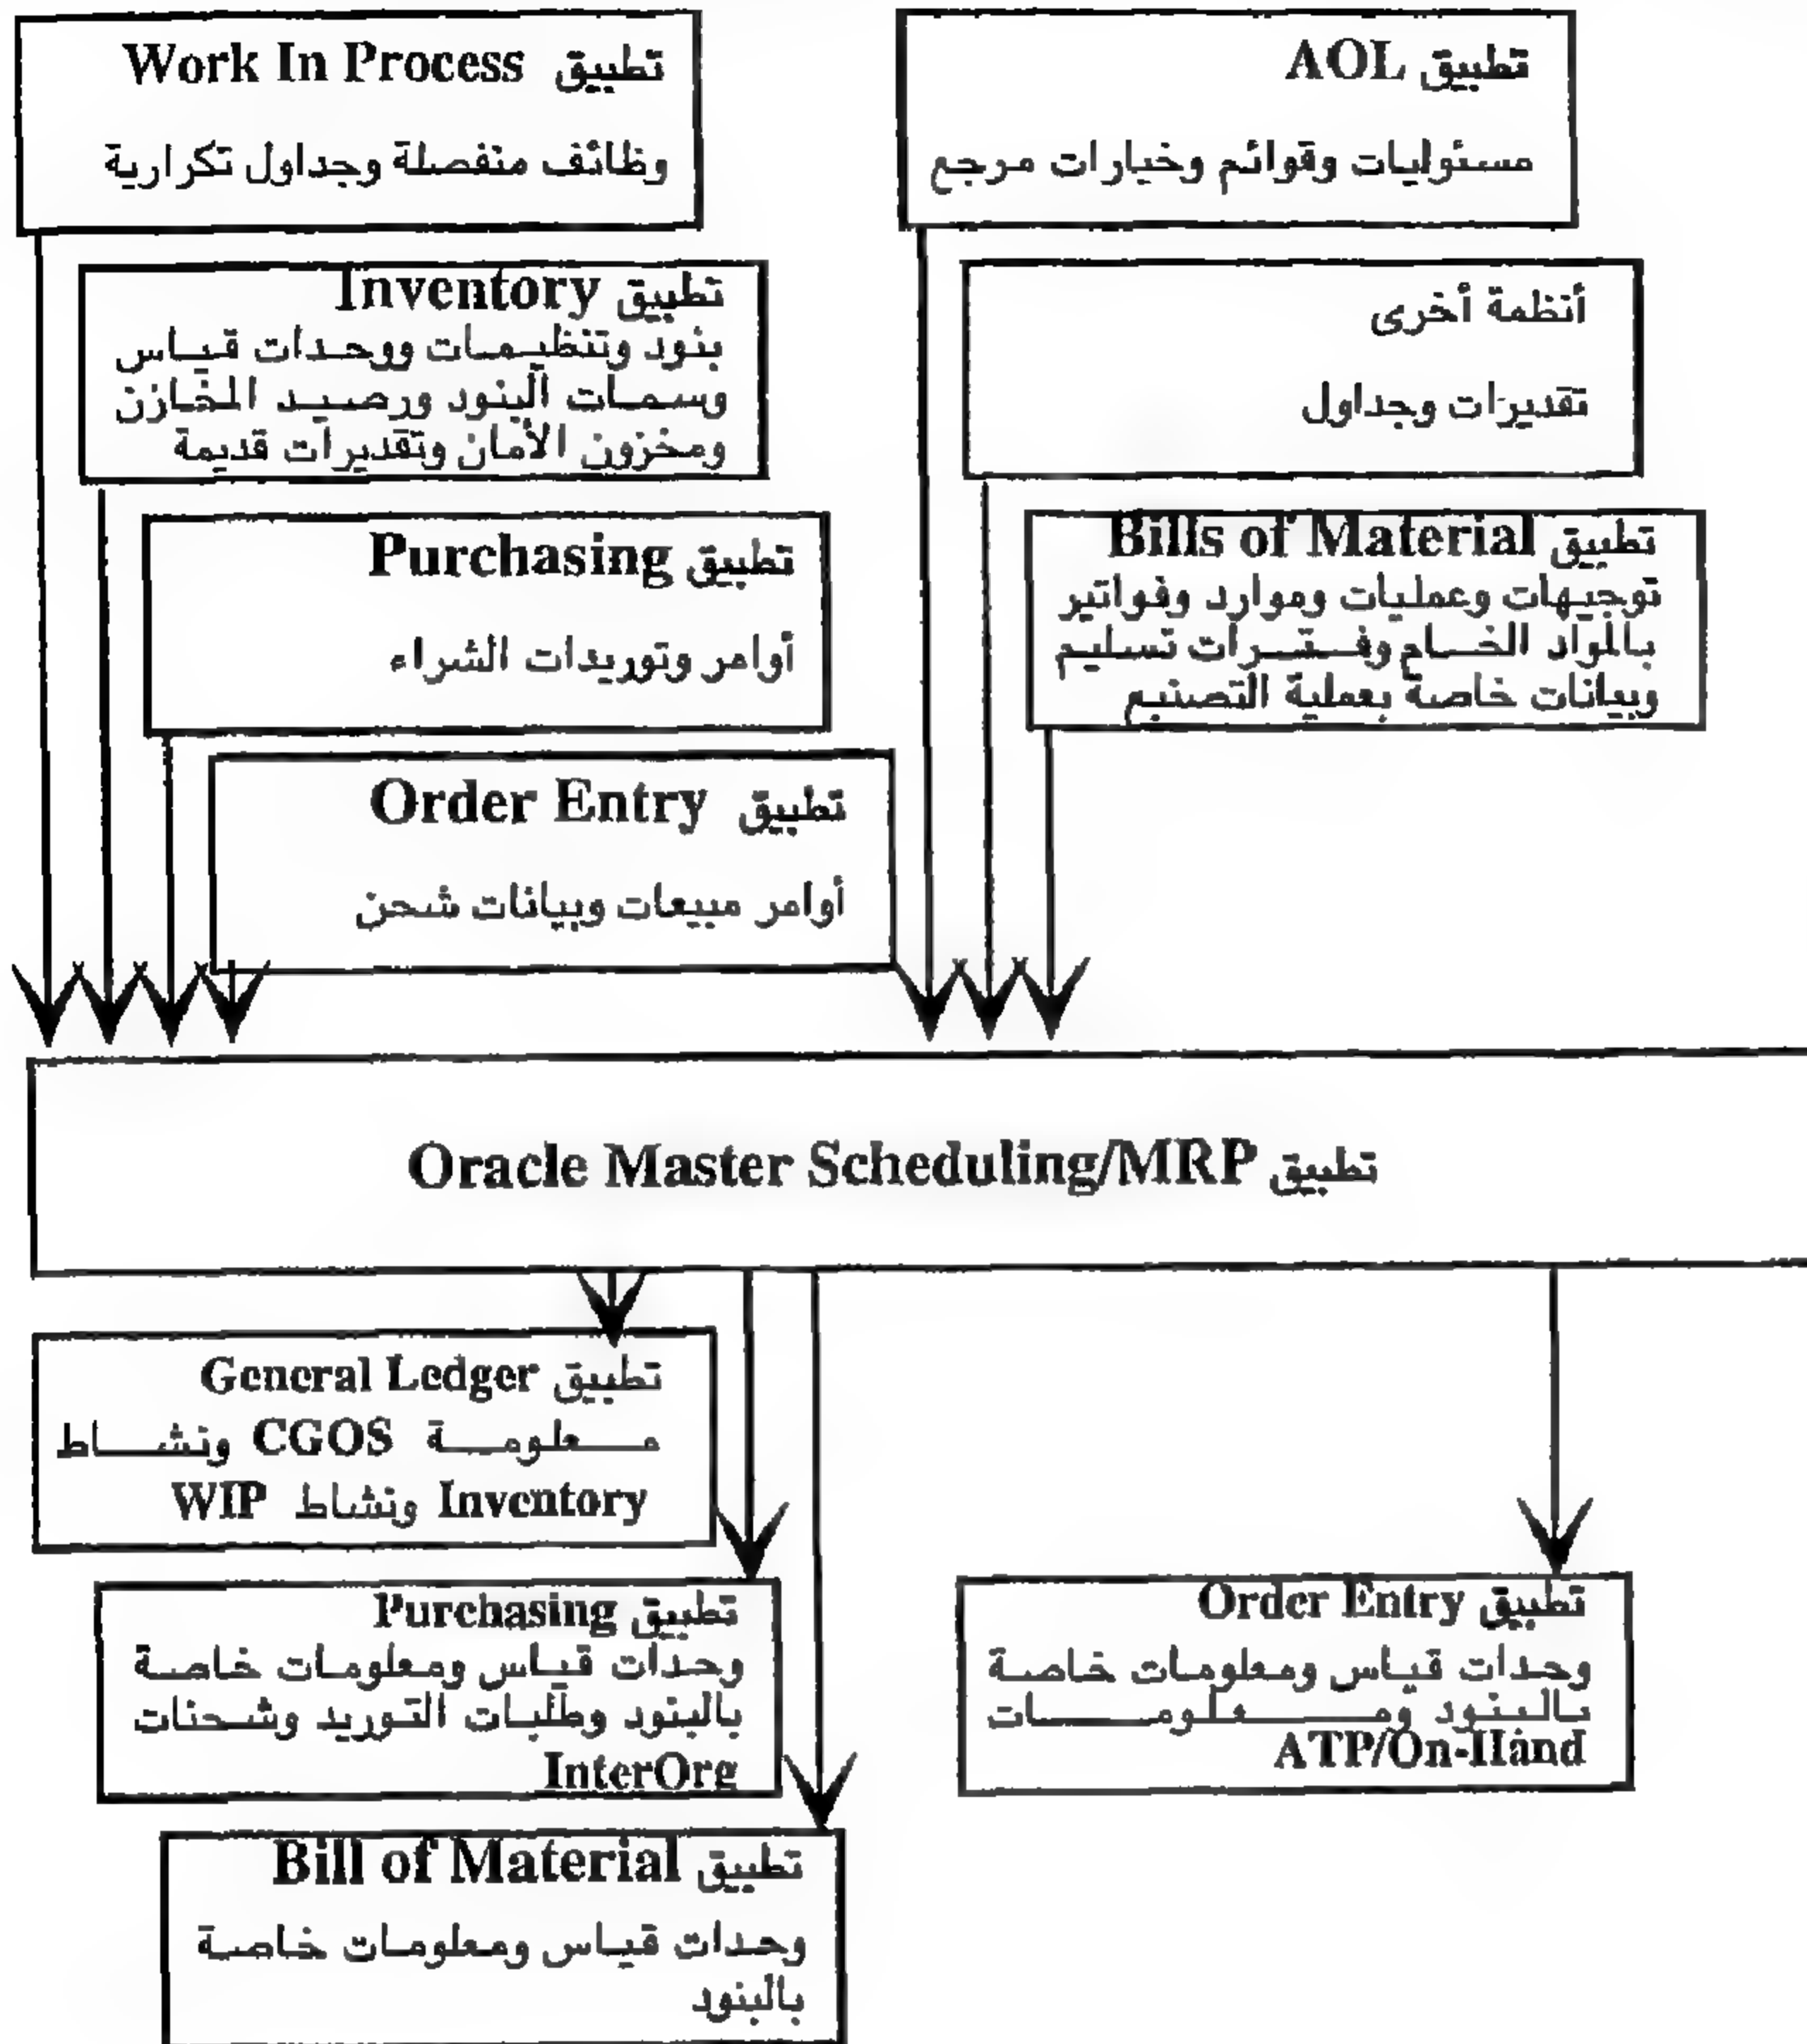 تطبيق Work In Process
وظائف منفصلة وجداول تكرارية
تطبيق AOL
مسئوليات وقوائم وخيارات مرجع
تطبيق Inventory
بنود وتنظيمات ووحدات قياس
وسمات البنود ورصيد المخازن
ومخزون الأمان وتقديرات قديمة
أنظمة أخرى
تقديرات وجداول
تطبيق Purchasing
أوامر وتوريدات الشراء
تطبيق Bills of Material
توجيهات وعمليات وموارد وفواتير
بالمواد الخام وفترات تسليم
وبيانات خاصة بعملية التصنيع
تطبيق Order Entry
أوامر مبيعات وبيانات شحن
تطبيق Oracle Master Scheduling/MRP
تطبيق General Ledger
معلومة CGOS ونشاط
Inventory ونشاط WIP
تطبيق Purchasing
وحدات قياس ومعلومات خاصة
بالبنود وطلبات التوريد وشحنات
InterOrg
تطبيق Order Entry
وحدات قياس ومعلومات خاصة
بالبنود ومعلومات
ATP/On-Hand
تطبيق Bill of Material
وحدات قياس ومعلومات خاصة
بالبنود